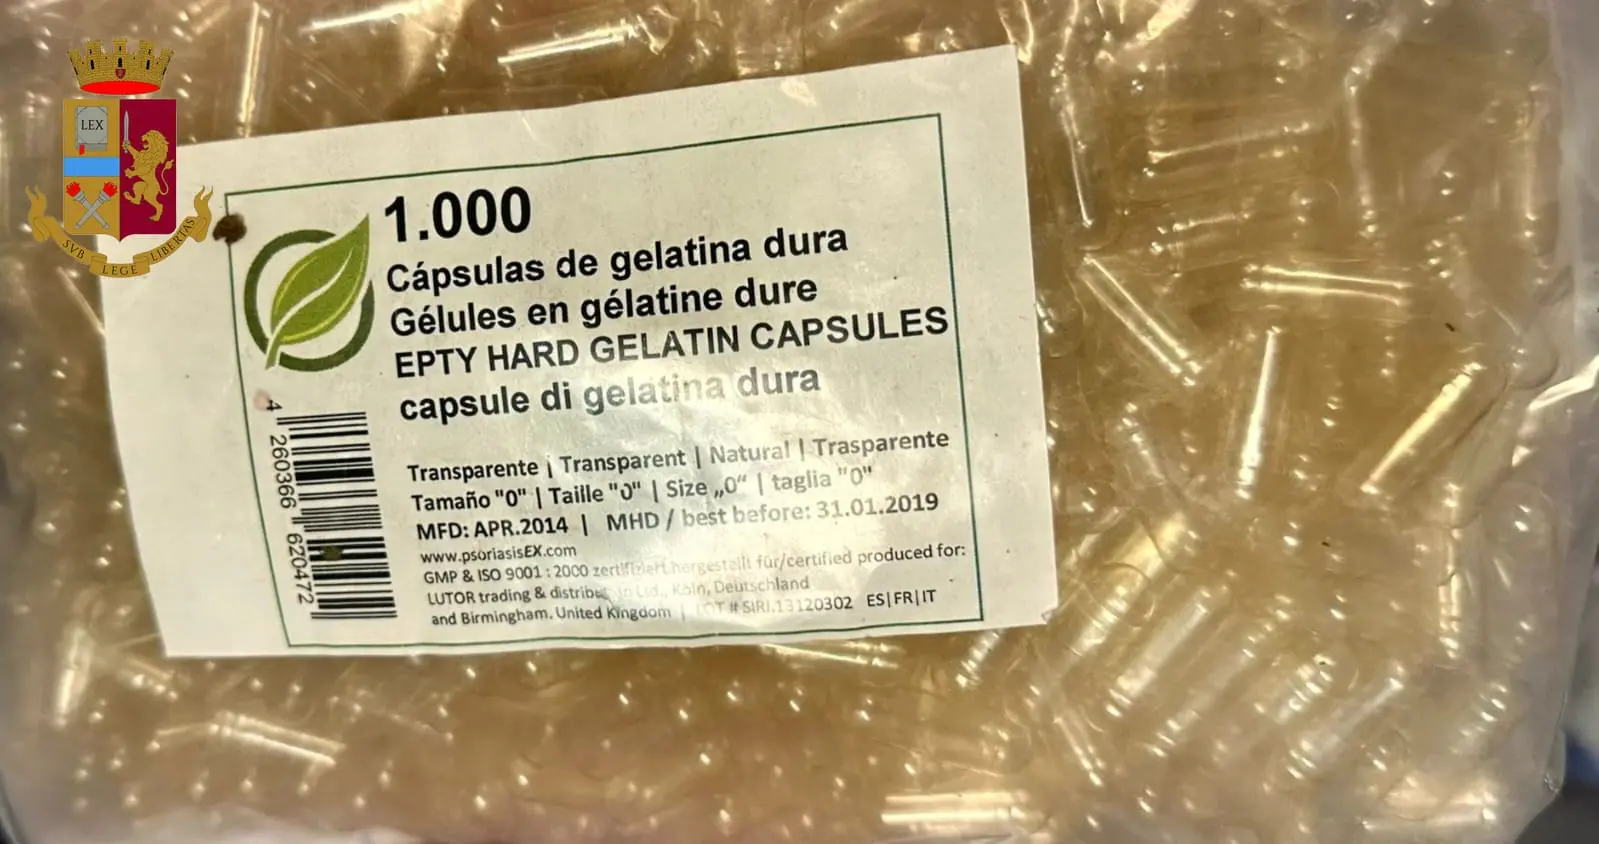 LEX
SVB LEGE LIBERTAS
1.000
Cápsulas de gelatina dura
Gélules en gélatine dure
EPTY HARD GELATIN CAPSULES
capsule di gelatina dura
Transparente | Transparent | Natural | Trasparente
Tamaño "0" | Taille "0" | Size „0“ | taglia "0"
MFD: APR.2014 | MHD / best before: 31.01.2019
www.psoriasisEX.com
GMP & ISO 9001 : 2000 zertifiziert hergestellt für/certified produced for:
LUTOR trading & Ltd., Köln, Deutschland
and Birmingham, United Kingdom | LOT # SIRI.13120302 ES|FR|IT
4 260366 620472